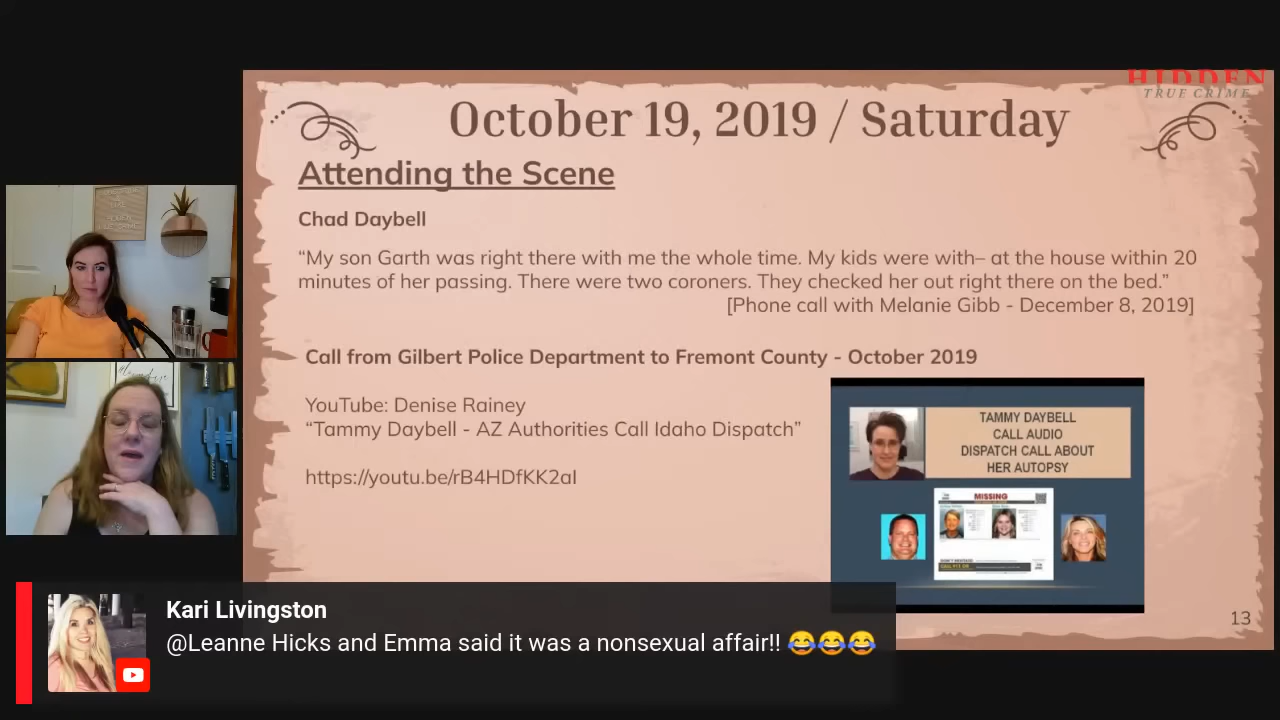 HIDDEN
TRUE CRIME
October 19, 2019 / Saturday
Attending the Scene
Chad Daybell
“My son Garth was right there with me the whole time. My kids were with– at the house within 20
minutes of her passing. There were two coroners. They checked her out right there on the bed.”
[Phone call with Melanie Gibb - December 8, 2019]
Call from Gilbert Police Department to Fremont County - October 2019
YouTube: Denise Rainey
“Tammy Daybell - AZ Authorities Call Idaho Dispatch”
https://youtu.be/rB4HDfKK2aI
TAMMY DAYBELL
CALL AUDIO
DISPATCH CALL ABOUT
HER AUTOPSY
MISSING
13
Kari Livingston
@Leanne Hicks and Emma said it was a nonsexual affair!! 😂😂😂